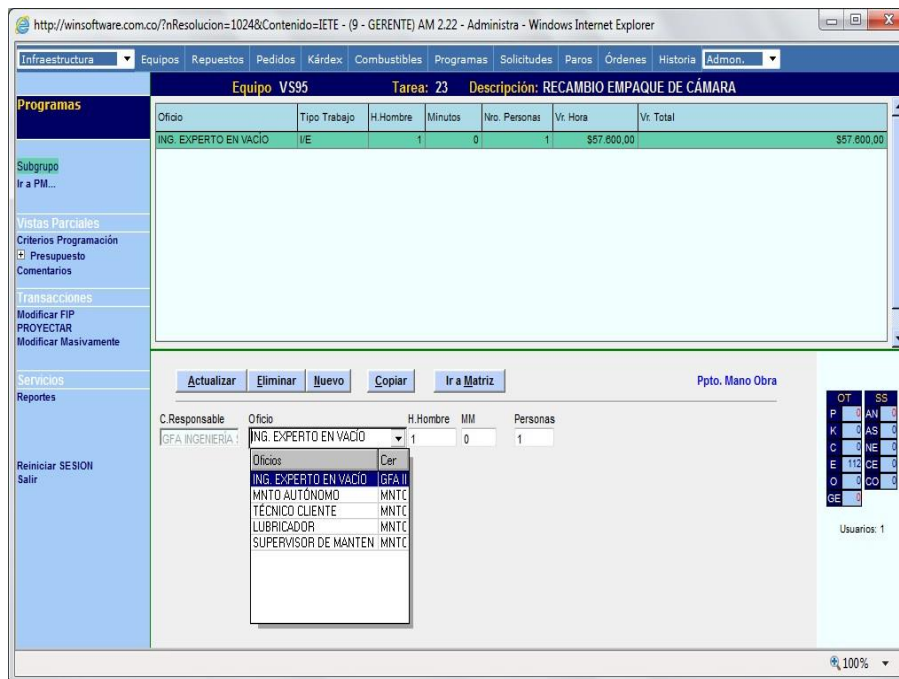 http://winsoftware.com.co/?nResolucion=1024&Contenido=IETE - (9 - GERENTE) AM 2.22 - Administra - Windows Internet Explorer
Infraestructura Equipos Repuestos Pedidos Kárdex Combustibles Programas Solicitudes Paros Órdenes Historia Admon.
Equipo VS95 Tarea: 23 Descripción: RECAMBIO EMPAQUE DE CÁMARA
Programas
Oficio Tipo Trabajo H.Hombre Minutos Nro. Personas Vr. Hora Vr. Total
ING. EXPERTO EN VACÍO I/E 1 0 1 $57.600,00 $57.600,00
Subgrupo
Ir a PM...
Vistas Parciales
Criterios Programación
Presupuesto
Comentarios
Transacciones
Modificar FIP
PROYECTAR
Modificar Masivamente
Servicios
Reportes
Reiniciar SESION
Salir
Actualizar Eliminar Nuevo Copiar Ir a Matriz Ppto. Mano Obra
C.Responsable Oficio H.Hombre MM Personas
GFA INGENIERÍA ING. EXPERTO EN VACÍO 1 0 1
Oficios Cer
ING. EXPERTO EN VACÍO GFA II
MNTO AUTÓNOMO MNTC
TÉCNICO CLIENTE MNTC
LUBRICADOR MNTC
SUPERVISOR DE MANTEN MNTC
OT SS
P 0 AN 0
K 0 AS 0
C 0 NE 0
E 112 CE 0
O 0 CO 0
GE 0
Usuarios: 1
100%